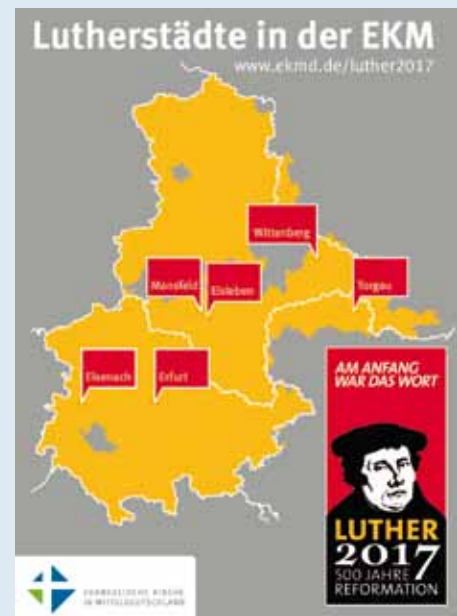 Lutherstädte in der EKM
www.ekmd.de/luther2017
Wittenberg
Mansfeld
Eisleben
Torgau
Eisenach
Erfurt
AM ANFANG
WAR DAS WORT
LUTHER
2017
500 JAHRE
REFORMATION
EVANGELISCHE KIRCHE
IN MITTELDEUTSCHLAND